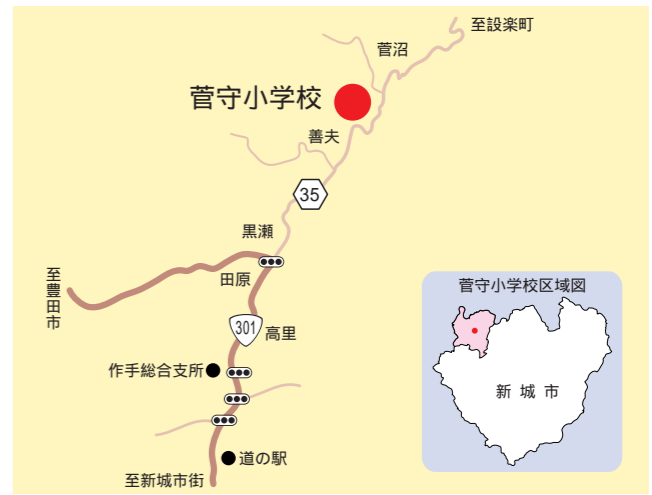 至設楽町
菅沼
菅守小学校
善夫
35
黒瀬
田原
至豊田市
301
高里
菅守小学校区域図
新城市
作手総合支所
道の駅
至新城市街